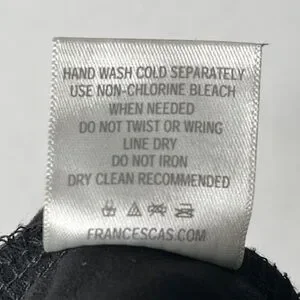 HAND WASH COLD SEPARATELY
USE NON-CHLORINE BLEACH
WHEN NEEDED
DO NOT TWIST OR WRING
LINE DRY
DO NOT IRON
DRY CLEAN RECOMMENDED
FRANCESCAS.COM